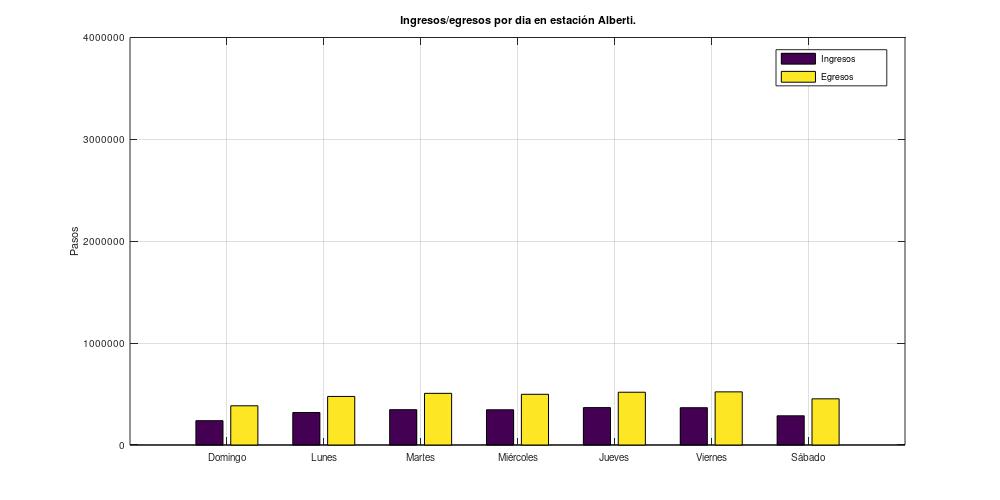 Ingresos/egresos por dia en estación Alberti.
Ingresos
Egresos
Pasos
4000000
3000000
2000000
1000000
0
Domingo Lunes Martes Miércoles Jueves Viernes Sábado